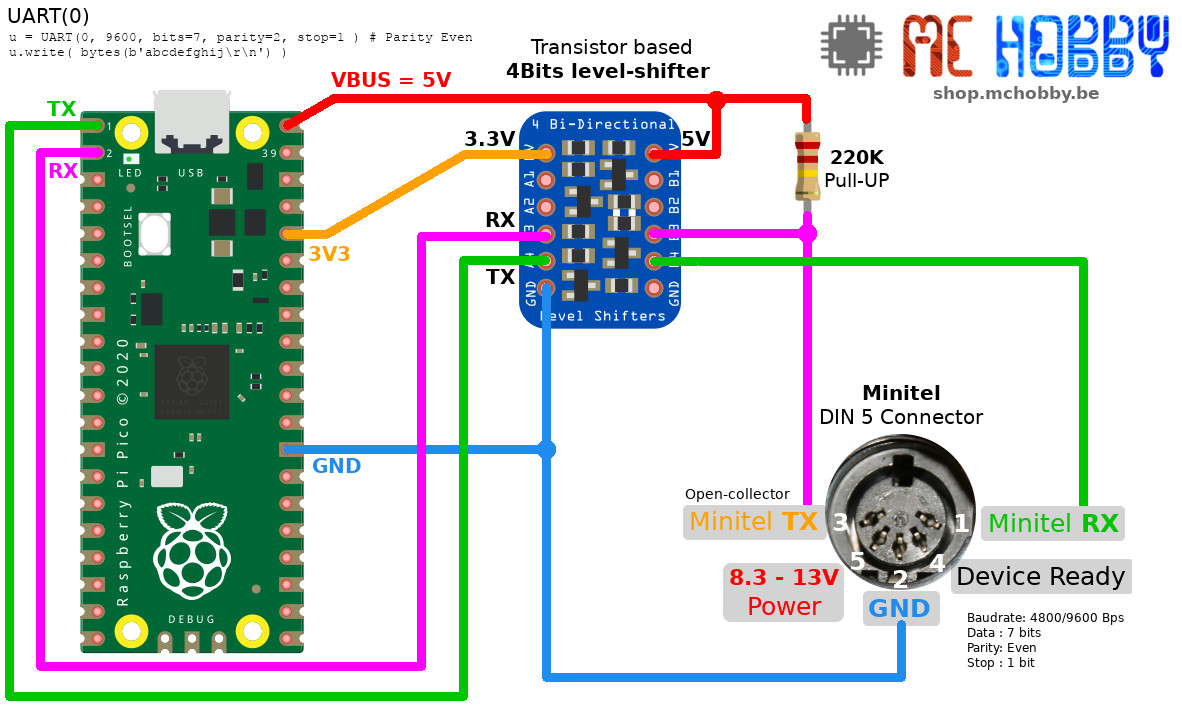 UART(0)
u = UART(0, 9600, bits=7, parity=2, stop=1 ) # Parity Even
u.write( bytes(b'abcdefghij\r\n') )
MC HOBBY
shop.mchobby.be
Transistor based
4Bits level-shifter
VBUS = 5V
TX
RX
1
2
39
LED
USB
BOOTSEL
3V3
GND
Raspberry Pi Pico ©2020
DEBUG
3.3V
5V
RX
TX
4 Bi-Directional
A1
A2
GND
B1
B2
GND
Level Shifters
220K
Pull-UP
Minitel
DIN 5 Connector
Open-collector
Minitel TX
3
1
Minitel RX
5
4
2
8.3 - 13V
Power
GND
Device Ready
Baudrate: 4800/9600 Bps
Data : 7 bits
Parity: Even
Stop : 1 bit